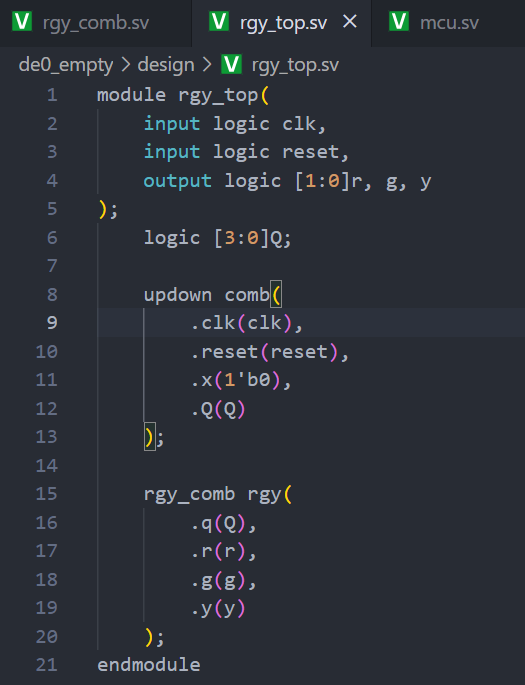 rgy_comb.sv rgy_top.sv mcu.sv
de0_empty > design > rgy_top.sv
1 module rgy_top(
2     input logic clk,
3     input logic reset,
4     output logic [1:0]r, g, y
5 );
6     logic [3:0]Q;
7
8     updown comb(
9         .clk(clk),
10         .reset(reset),
11         .x(1'b0),
12         .Q(Q)
13     );
14
15     rgy_comb rgy(
16         .q(Q),
17         .r(r),
18         .g(g),
19         .y(y)
20     );
21 endmodule